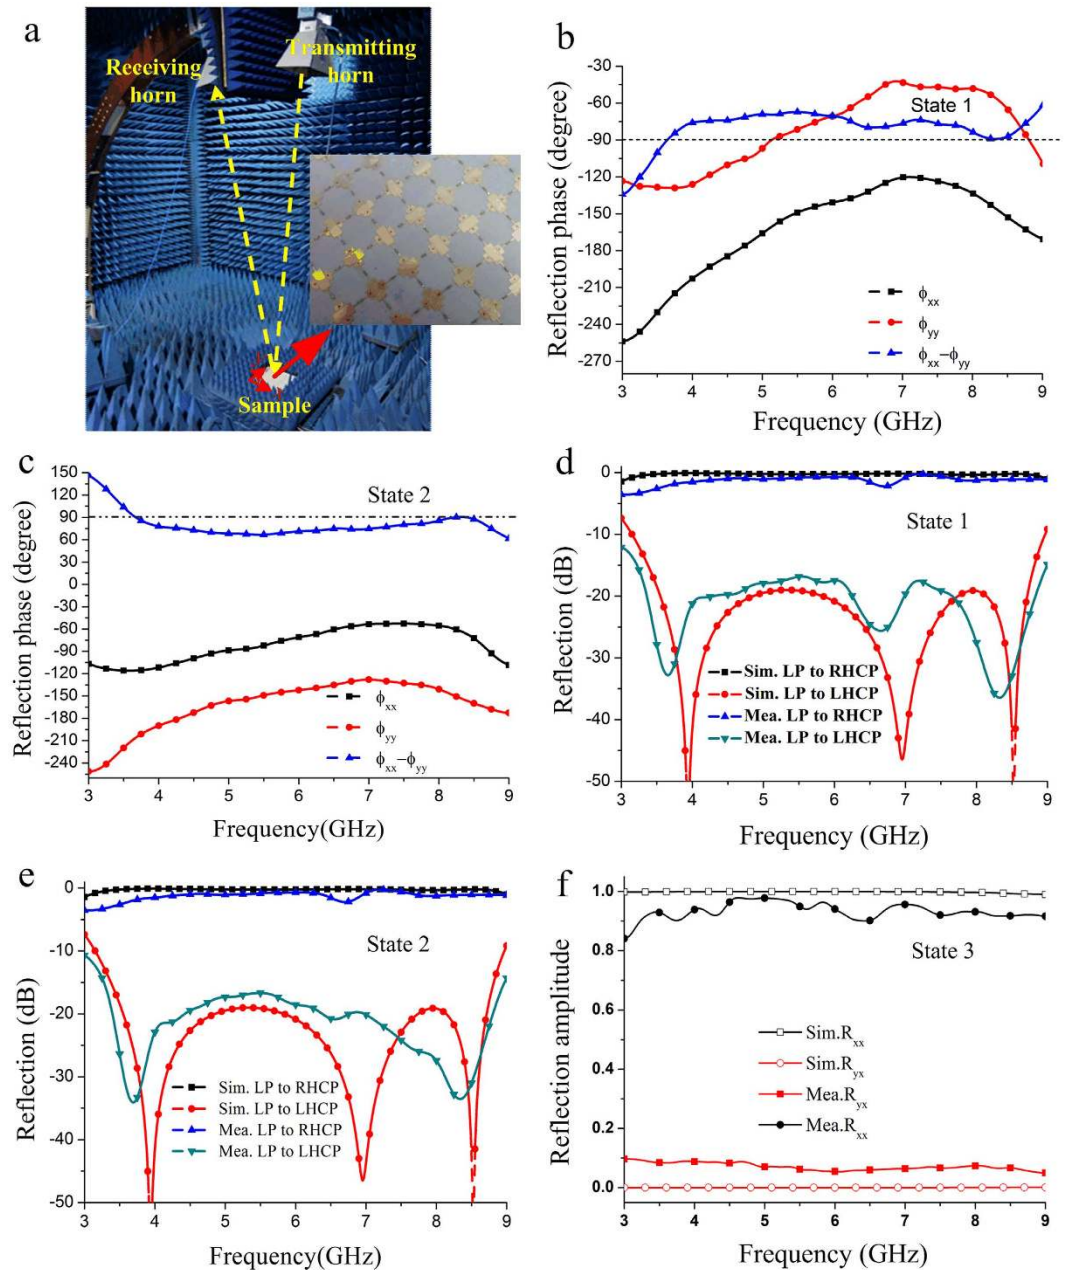 a
Receiving
horn
Transmitting
horn
Sample
b
Reflection phase (degree)
-30
-60
-90
-120
-150
-180
-210
-240
-270
State 1
ϕxx
ϕyy
ϕxx−ϕyy
3 4 5 6 7 8 9
Frequency (GHz)
c
Reflection phase (degree)
150
120
90
60
30
0
-30
-60
-90
-120
-150
-180
-210
-240
State 2
ϕxx
ϕyy
ϕxx−ϕyy
3 4 5 6 7 8 9
Frequency(GHz)
d
Reflection (dB)
0
-10
-20
-30
-40
-50
State 1
Sim. LP to RHCP
Sim. LP to LHCP
Mea. LP to RHCP
Mea. LP to LHCP
3 4 5 6 7 8 9
Frequency (GHz)
e
Reflection (dB)
0
-10
-20
-30
-40
-50
State 2
Sim. LP to RHCP
Sim. LP to LHCP
Mea. LP to RHCP
Mea. LP to LHCP
3 4 5 6 7 8 9
Frequency(GHz)
f
Reflection amplitude
1.0
0.8
0.6
0.4
0.2
0.0
State 3
Sim.Rxx
Sim.Ryx
Mea.Ryx
Mea.Rxx
3 4 5 6 7 8 9
Frequency (GHz)